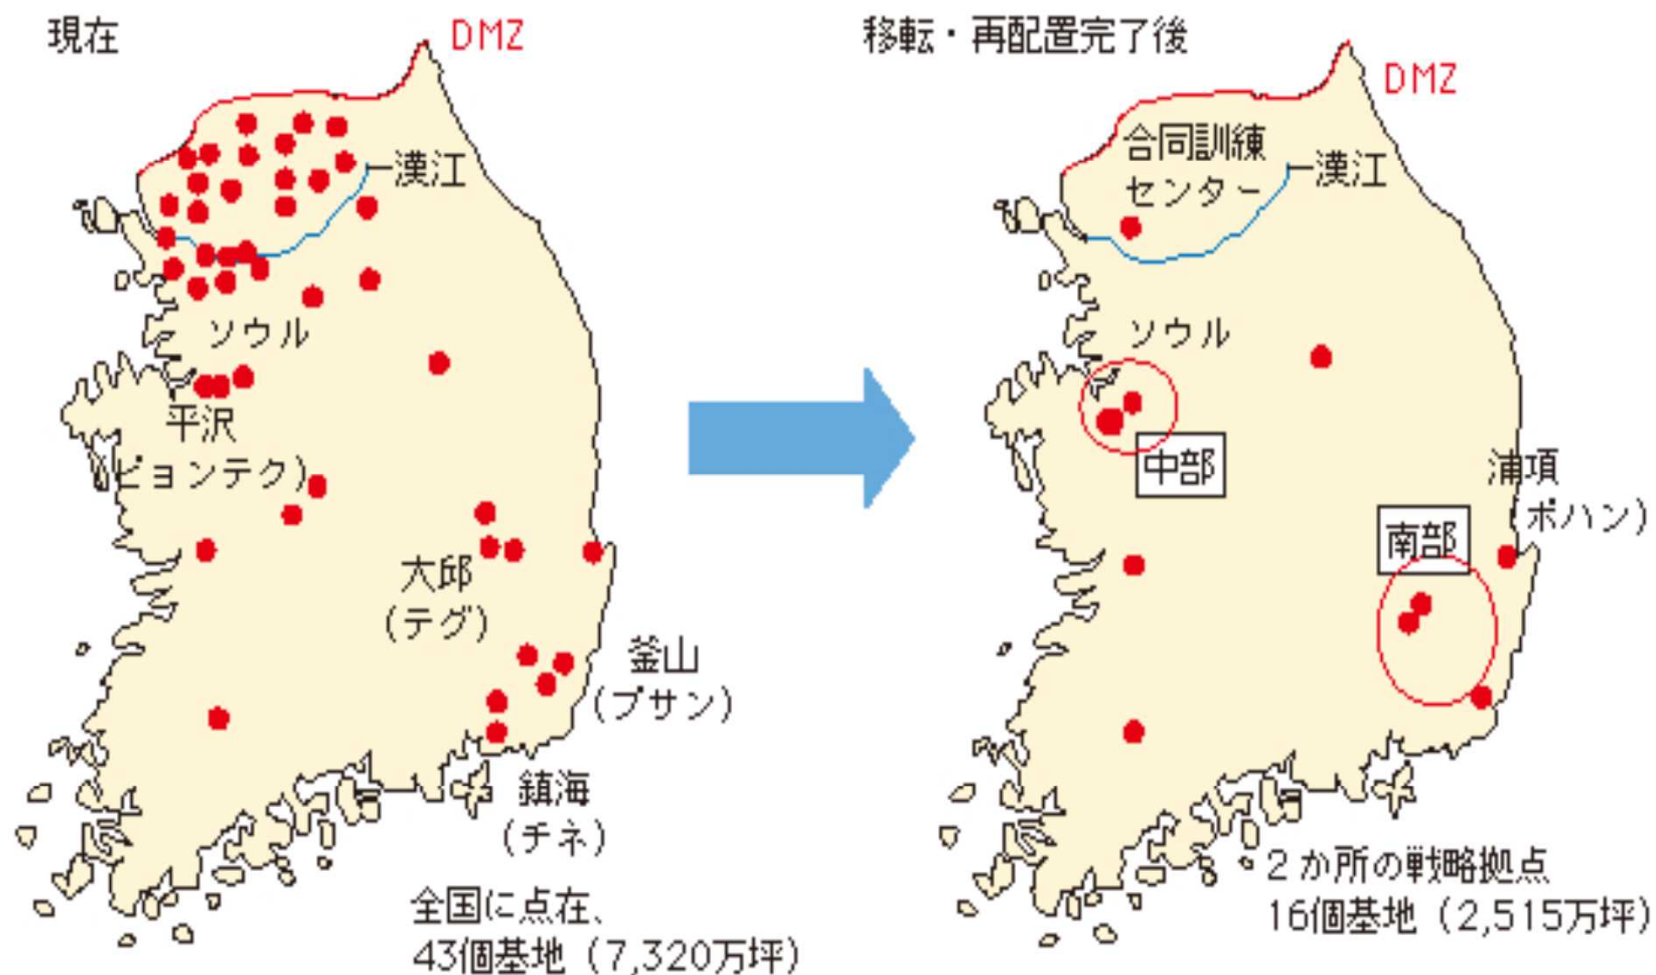 現在
DMZ
漢江
ソウル
平沢
(ピョンテク)
大邱
(テグ)
釜山
(プサン)
鎮海
(チネ)
全国に点在、
43個基地（7,320万坪）
移転・再配置完了後
DMZ
合同訓練
センター
漢江
ソウル
中部
浦項
(ポハン)
南部
2か所の戦略拠点
16個基地（2,515万坪）